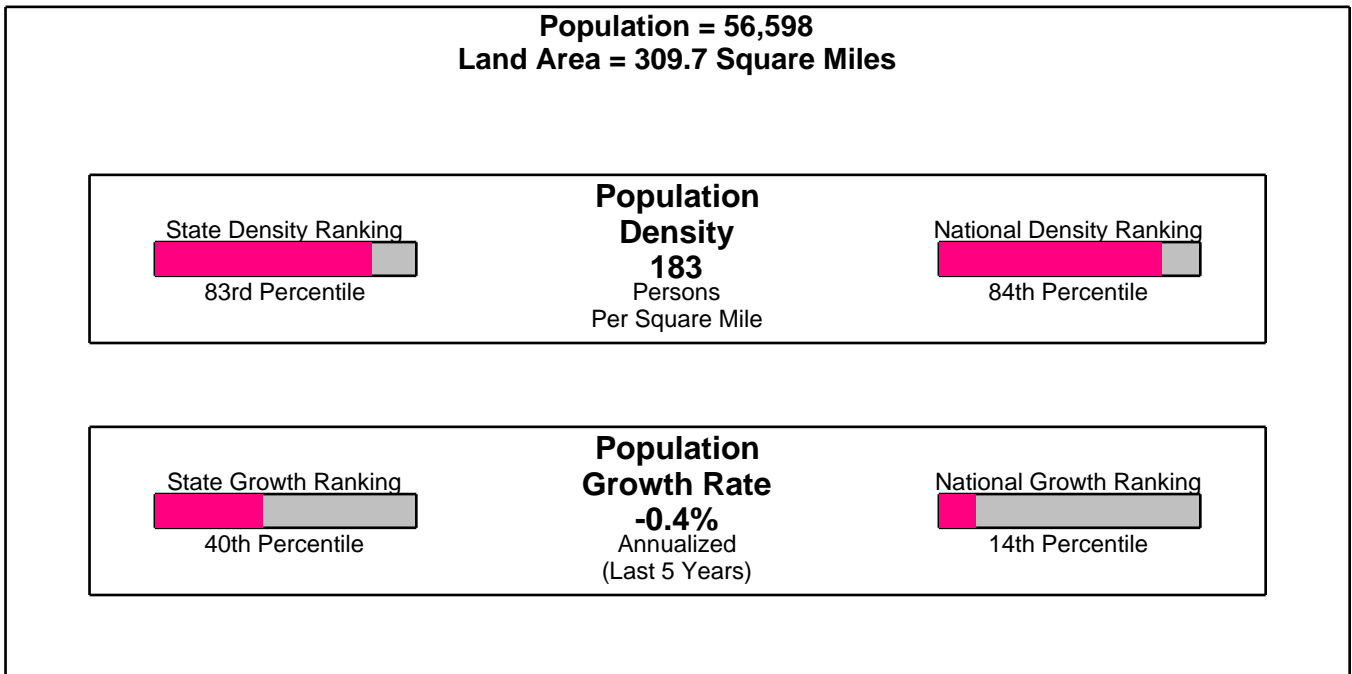 Population = 56,598
Land Area = 309.7 Square Miles
Population
Density
183
Persons
Per Square Mile
State Density Ranking
83rd Percentile
National Density Ranking
84th Percentile
Population
Growth Rate
-0.4%
Annualized
(Last 5 Years)
State Growth Ranking
40th Percentile
National Growth Ranking
14th Percentile